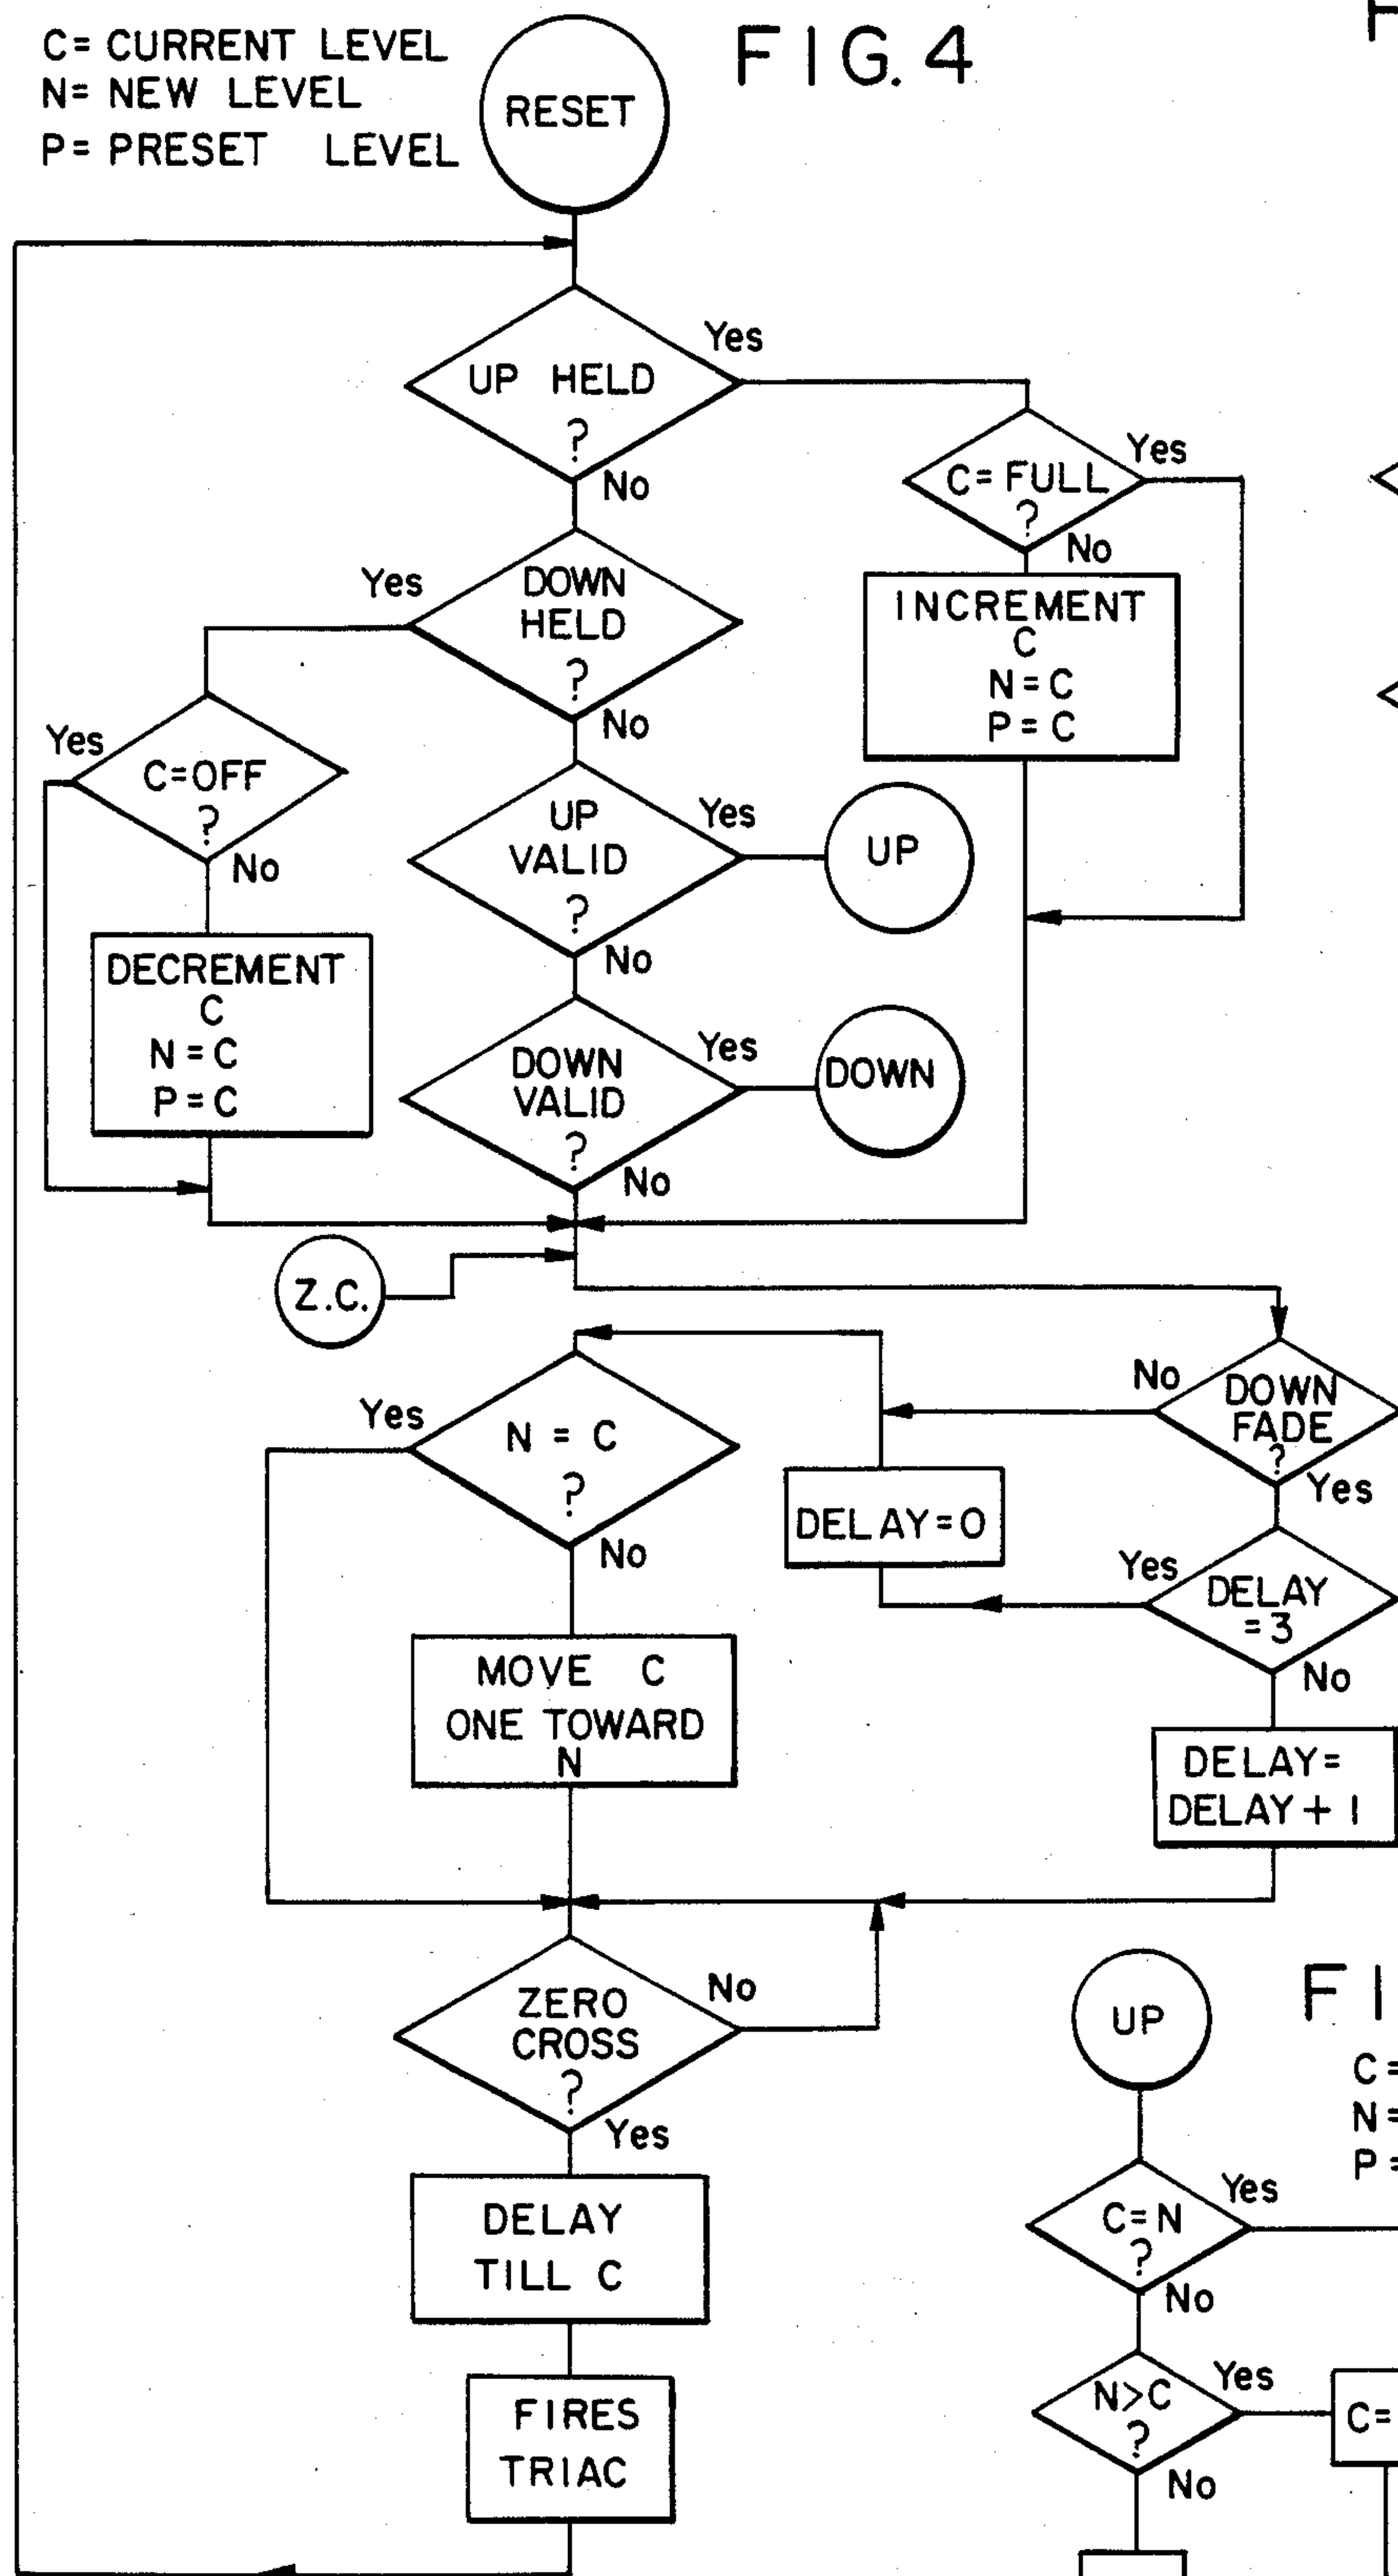 C= CURRENT LEVEL
N= NEW LEVEL
P= PRESET LEVEL
FIG. 4
RESET
UP HELD
?
Yes
No
C=FULL
?
Yes
No
INCREMENT
C
N=C
P=C
DOWN
HELD
?
Yes
No
C=OFF
?
Yes
No
DECREMENT
C
N=C
P=C
UP
VALID
?
Yes
No
UP
DOWN
VALID
?
Yes
No
DOWN
Z.C.
DOWN
FADE
?
No
Yes
DELAY
=3
Yes
No
DELAY=0
DELAY=
DELAY+1
N = C
?
Yes
No
MOVE C
ONE TOWARD
N
ZERO
CROSS
?
No
Yes
DELAY
TILL C
FIRES
TRIAC
FI
C=
N=
P=
UP
C=N
?
Yes
No
N>C
?
Yes
No
C=